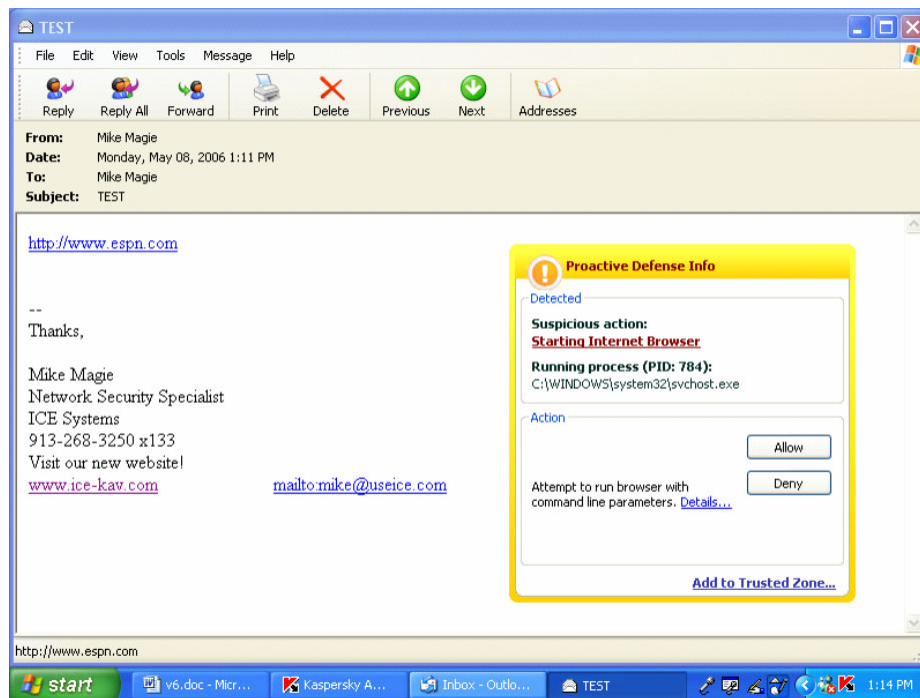 TEST
File Edit View Tools Message Help
Reply Reply All Forward Print Delete Previous Next Addresses
From: Mike Magie
Date: Monday, May 08, 2006 1:11 PM
To: Mike Magie
Subject: TEST
http://www.espn.com
--
Thanks,
Mike Magie
Network Security Specialist
ICE Systems
913-268-3250 x133
Visit our new website!
www.ice-kav.com mailto:mike@useice.com
Proactive Defense Info
Detected
Suspicious action:
Starting Internet Browser
Running process (PID: 784):
C:\WINDOWS\system32\svchost.exe
Action
Allow
Deny
Attempt to run browser with
command line parameters. Details...
Add to Trusted Zone...
http://www.espn.com
start v6.doc - Micr... Kaspersky A... Inbox - Outlo... TEST 1:14 PM